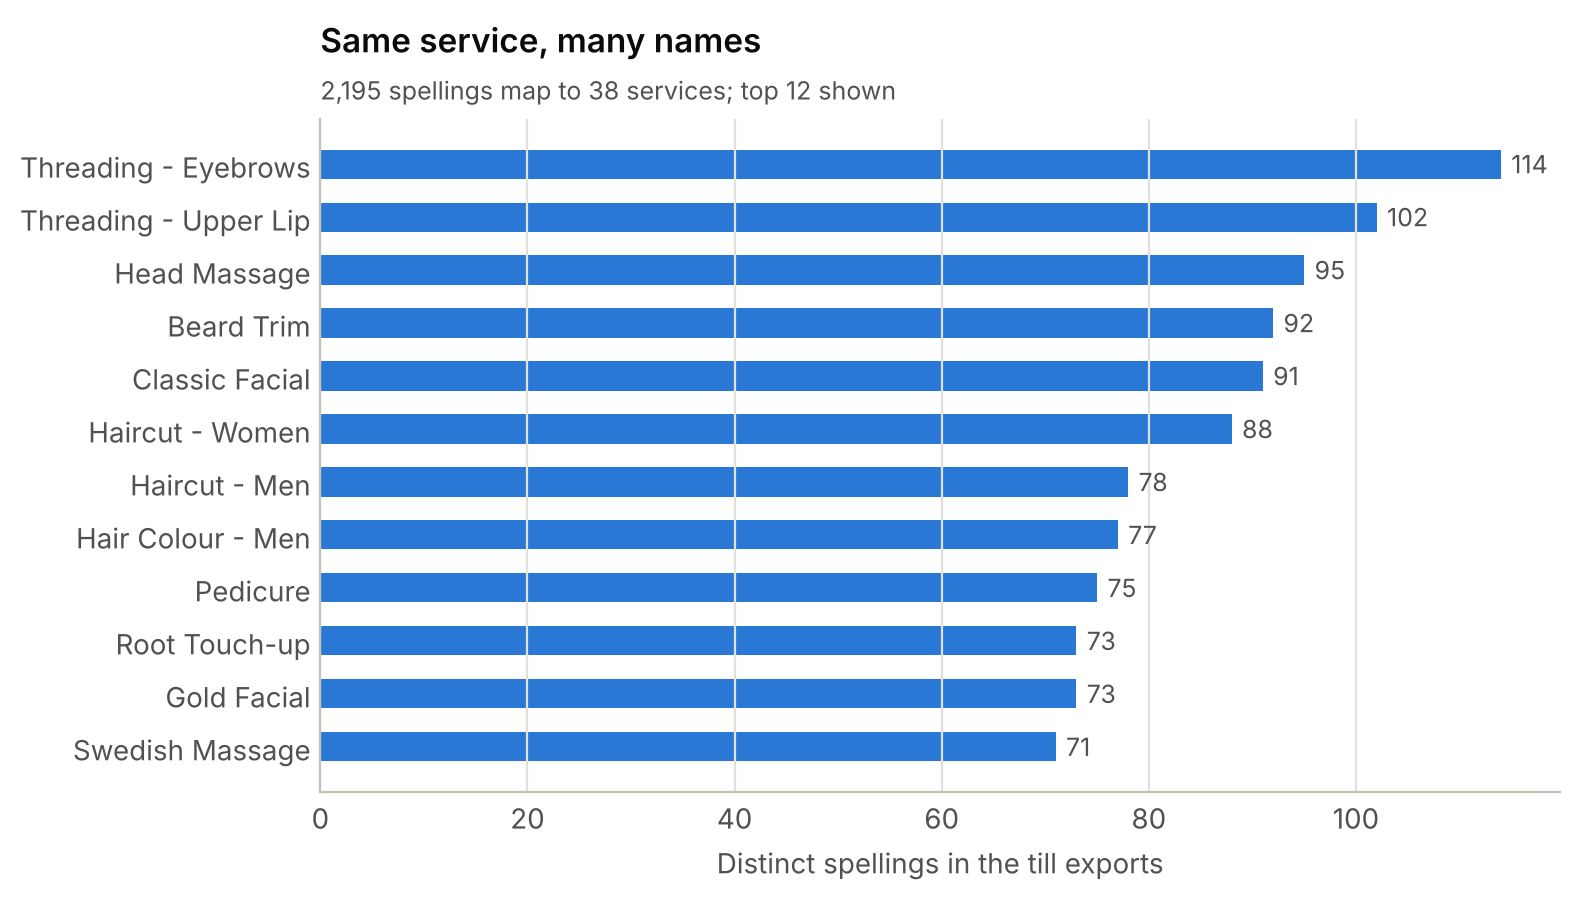 Same service, many names
2,195 spellings map to 38 services; top 12 shown
Threading - Eyebrows 114
Threading - Upper Lip 102
Head Massage 95
Beard Trim 92
Classic Facial 91
Haircut - Women 88
Haircut - Men 78
Hair Colour - Men 77
Pedicure 75
Root Touch-up 73
Gold Facial 73
Swedish Massage 71
0 20 40 60 80 100
Distinct spellings in the till exports